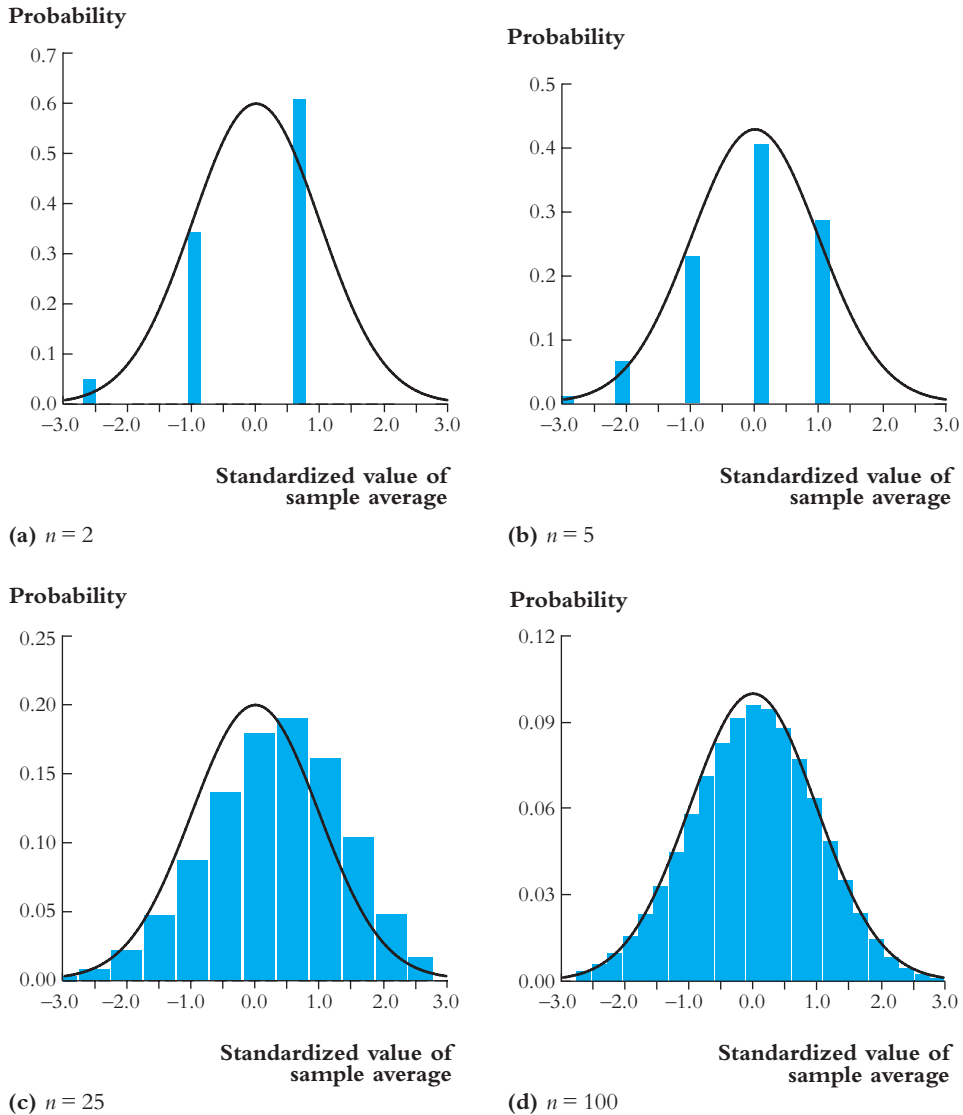 Probability
0.7
0.6
0.5
0.4
0.3
0.2
0.1
0.0
–3.0 –2.0 –1.0 0.0 1.0 2.0 3.0
Standardized value of
sample average
(a) n = 2
Probability
0.5
0.4
0.3
0.2
0.1
0.0
–3.0 –2.0 –1.0 0.0 1.0 2.0 3.0
Standardized value of
sample average
(b) n = 5
Probability
0.25
0.20
0.15
0.10
0.05
0.00
–3.0 –2.0 –1.0 0.0 1.0 2.0 3.0
Standardized value of
sample average
(c) n = 25
Probability
0.12
0.09
0.06
0.03
0.00
–3.0 –2.0 –1.0 0.0 1.0 2.0 3.0
Standardized value of
sample average
(d) n = 100